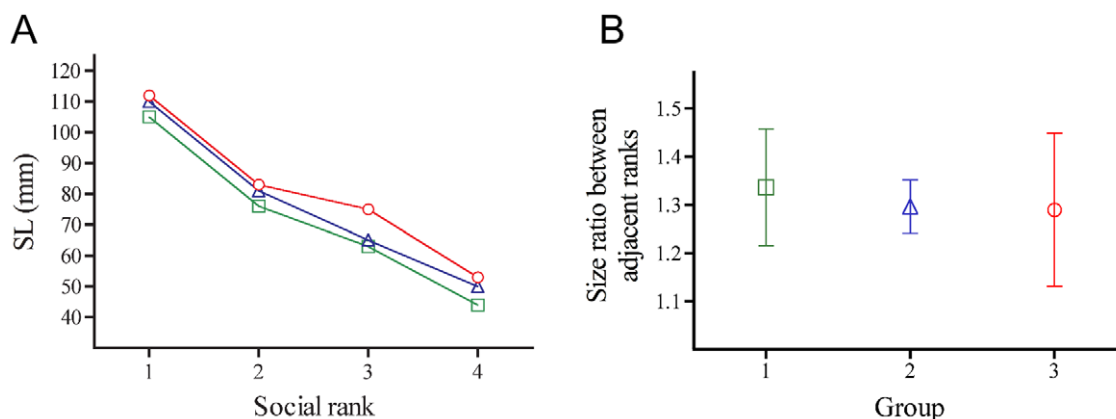 A
SL (mm)
120
110
100
90
80
70
60
50
40
1 2 3 4
Social rank
B
Size ratio between
adjacent ranks
1.5
1.4
1.3
1.2
1.1
1 2 3
Group